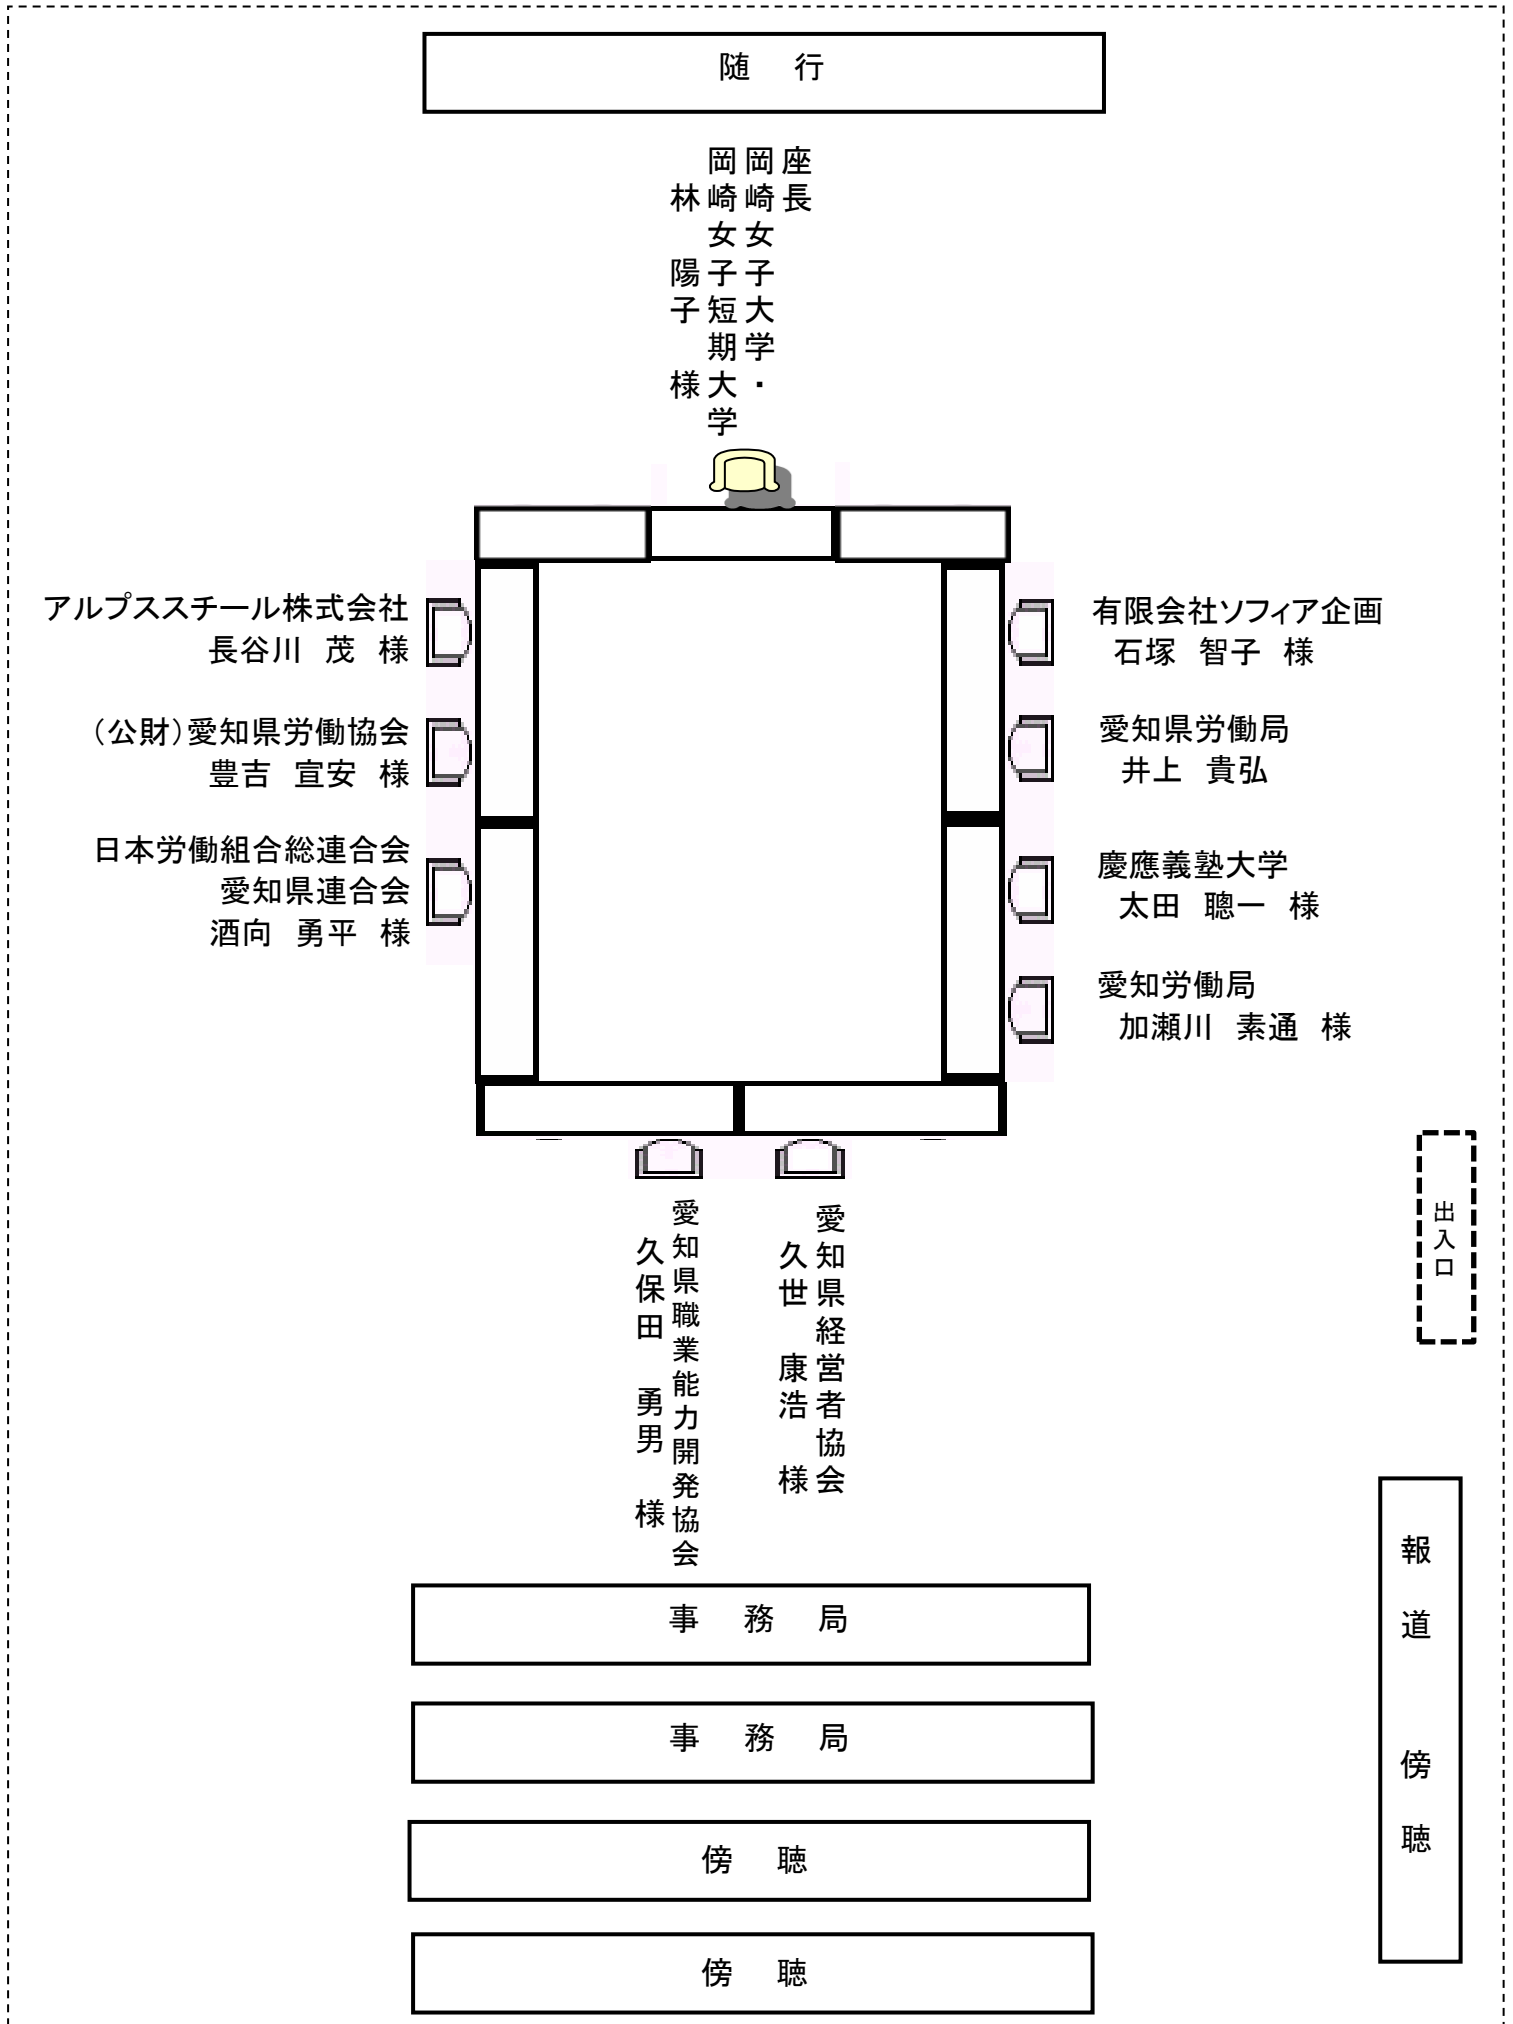 随　行
座長
岡崎女子大学・
岡崎女子短期大学
林　陽子　様
アルプススチール株式会社
長谷川　茂　様
（公財）愛知県労働協会
豊吉　宣安　様
日本労働組合総連合会
愛知県連合会
酒向　勇平　様
有限会社ソフィア企画
石塚　智子　様
愛知県労働局
井上　貴弘
慶應義塾大学
太田　聰一　様
愛知労働局
加瀬川　素通　様
愛知県経営者協会
久世　康浩　様
愛知県職業能力開発協会
久保田　勇男　様
出入口
報道　傍聴
事　務　局
事　務　局
傍　聴
傍　聴